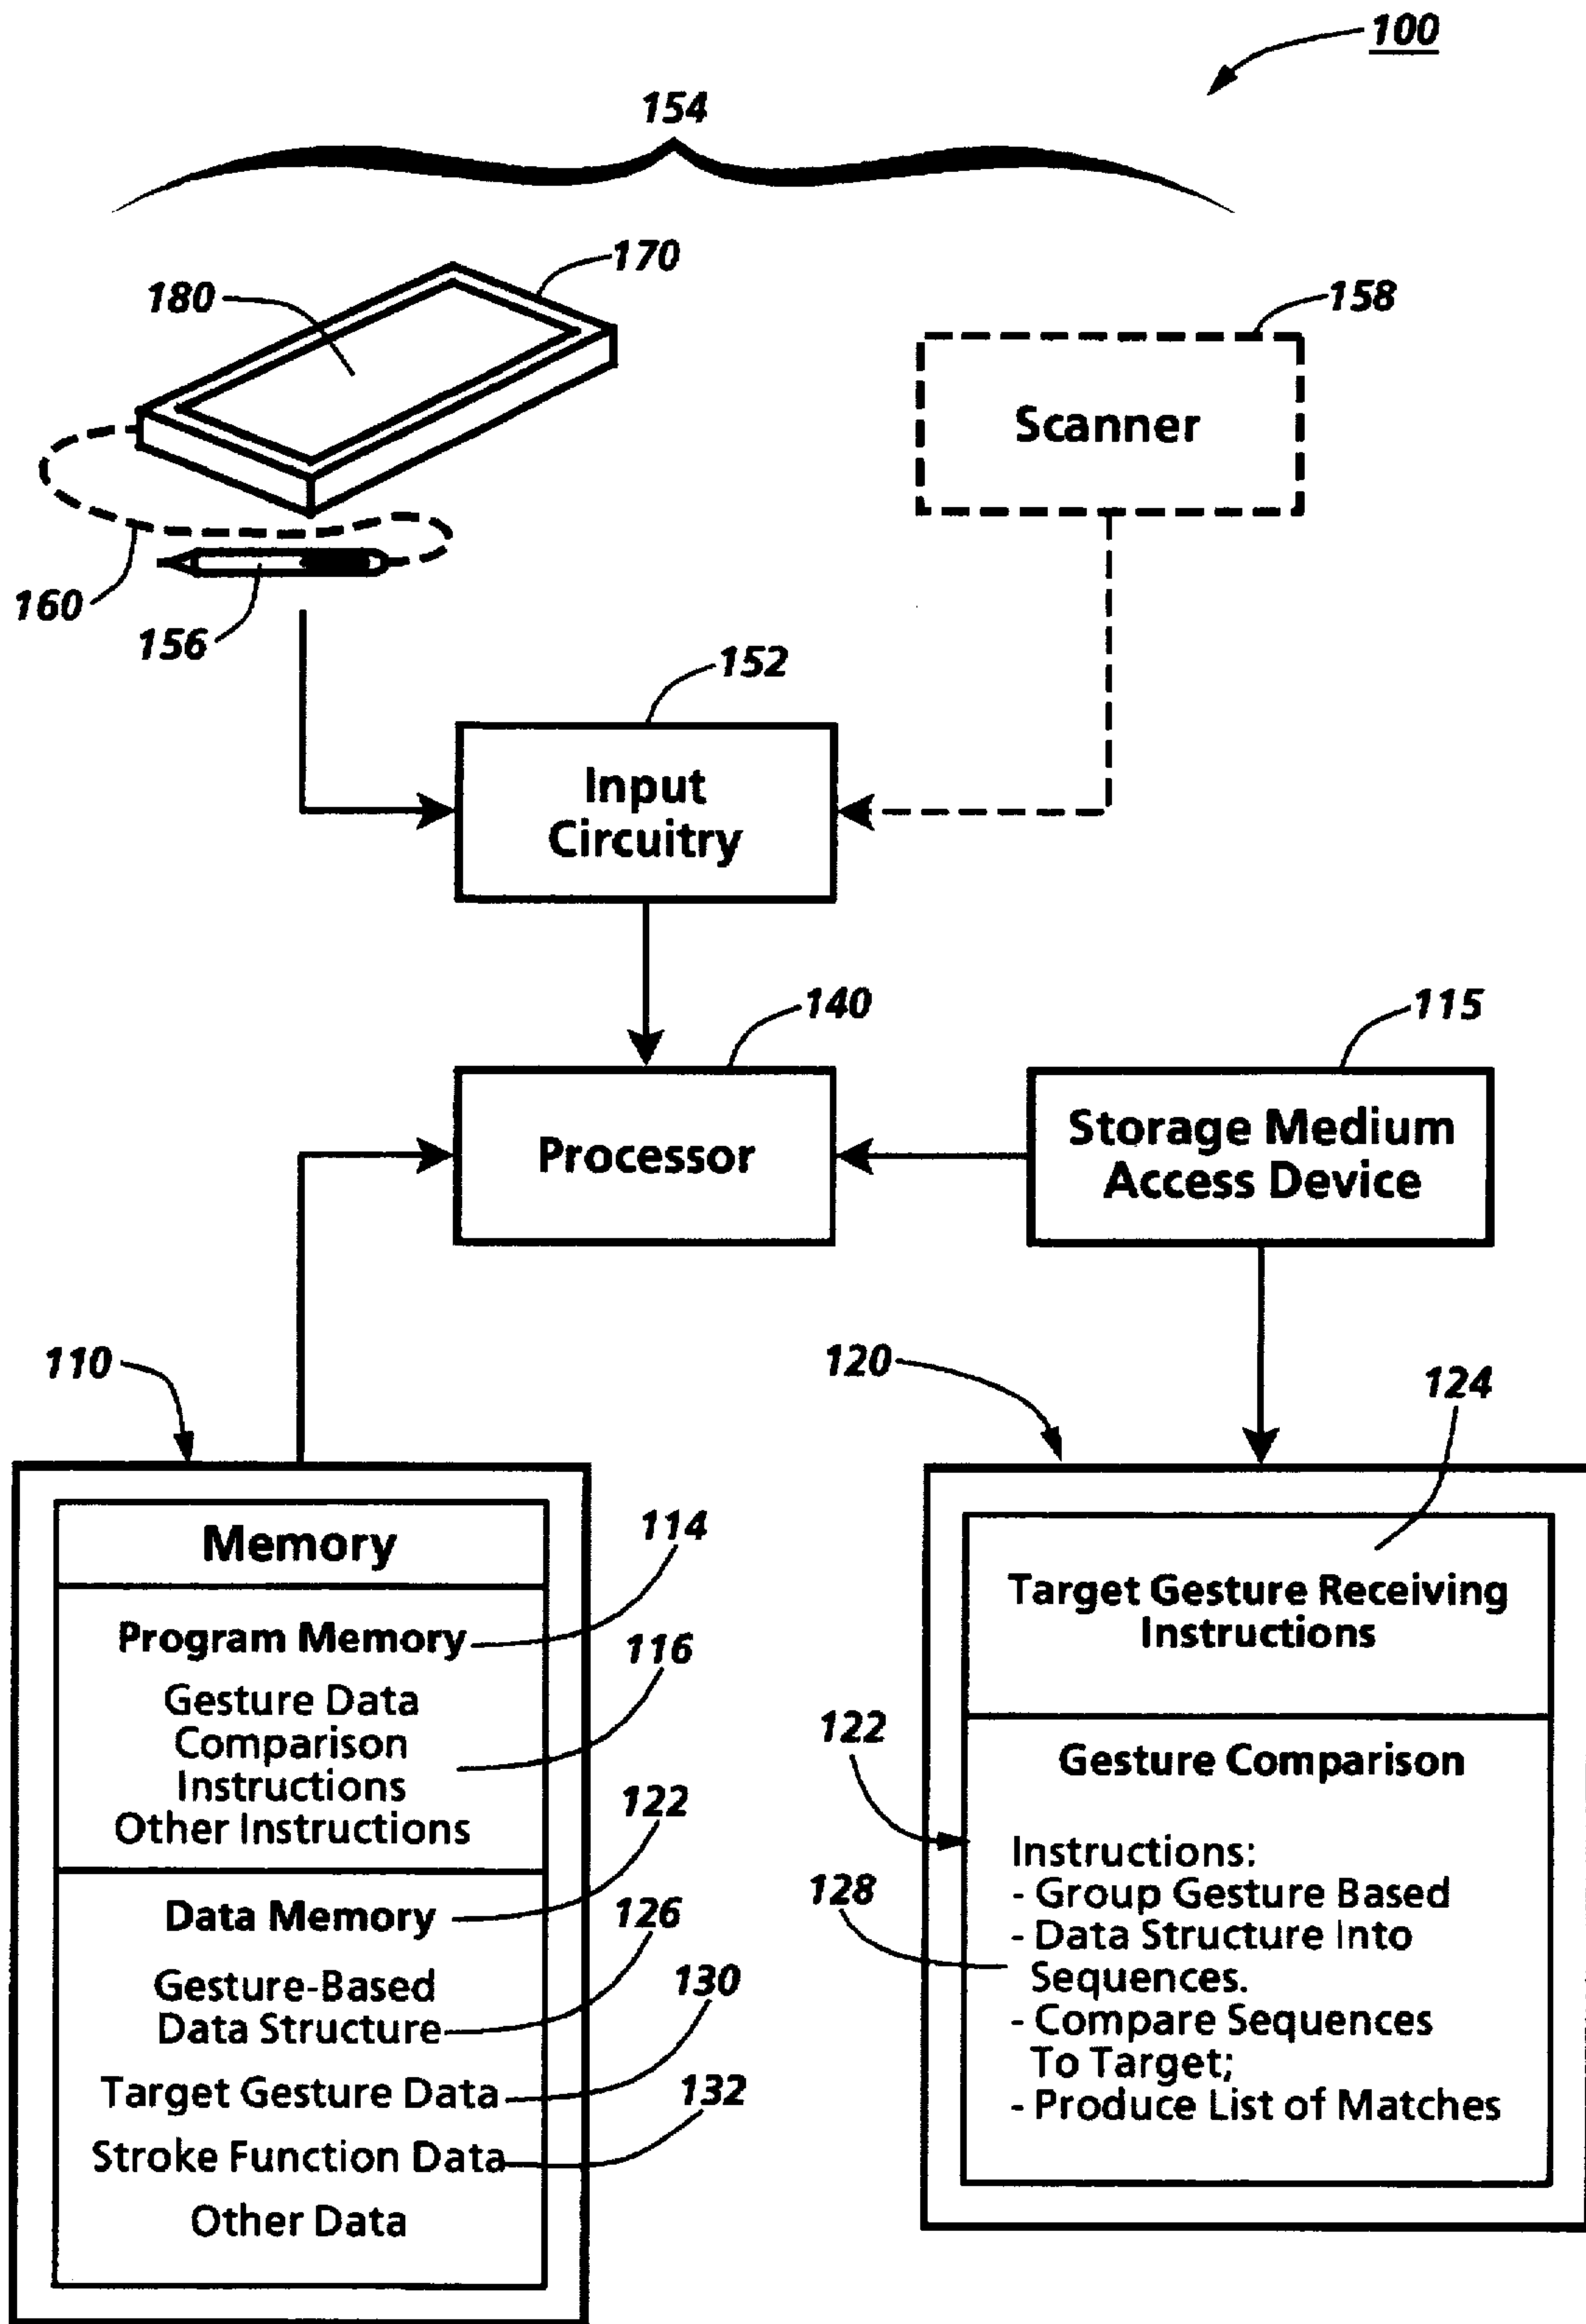 100
154
170
180
158
Scanner
160
156
152
Input
Circuitry
140
115
Processor
Storage Medium
Access Device
110
120
124
Memory
114
Program Memory
116
Gesture Data
Comparison
Instructions
Other Instructions
122
Data Memory
126
Gesture-Based
Data Structure
130
Target Gesture Data
132
Stroke Function Data
Other Data
Target Gesture Receiving
Instructions
122
Gesture Comparison
Instructions:
128
- Group Gesture Based
- Data Structure Into
Sequences.
- Compare Sequences
To Target;
- Produce List of Matches